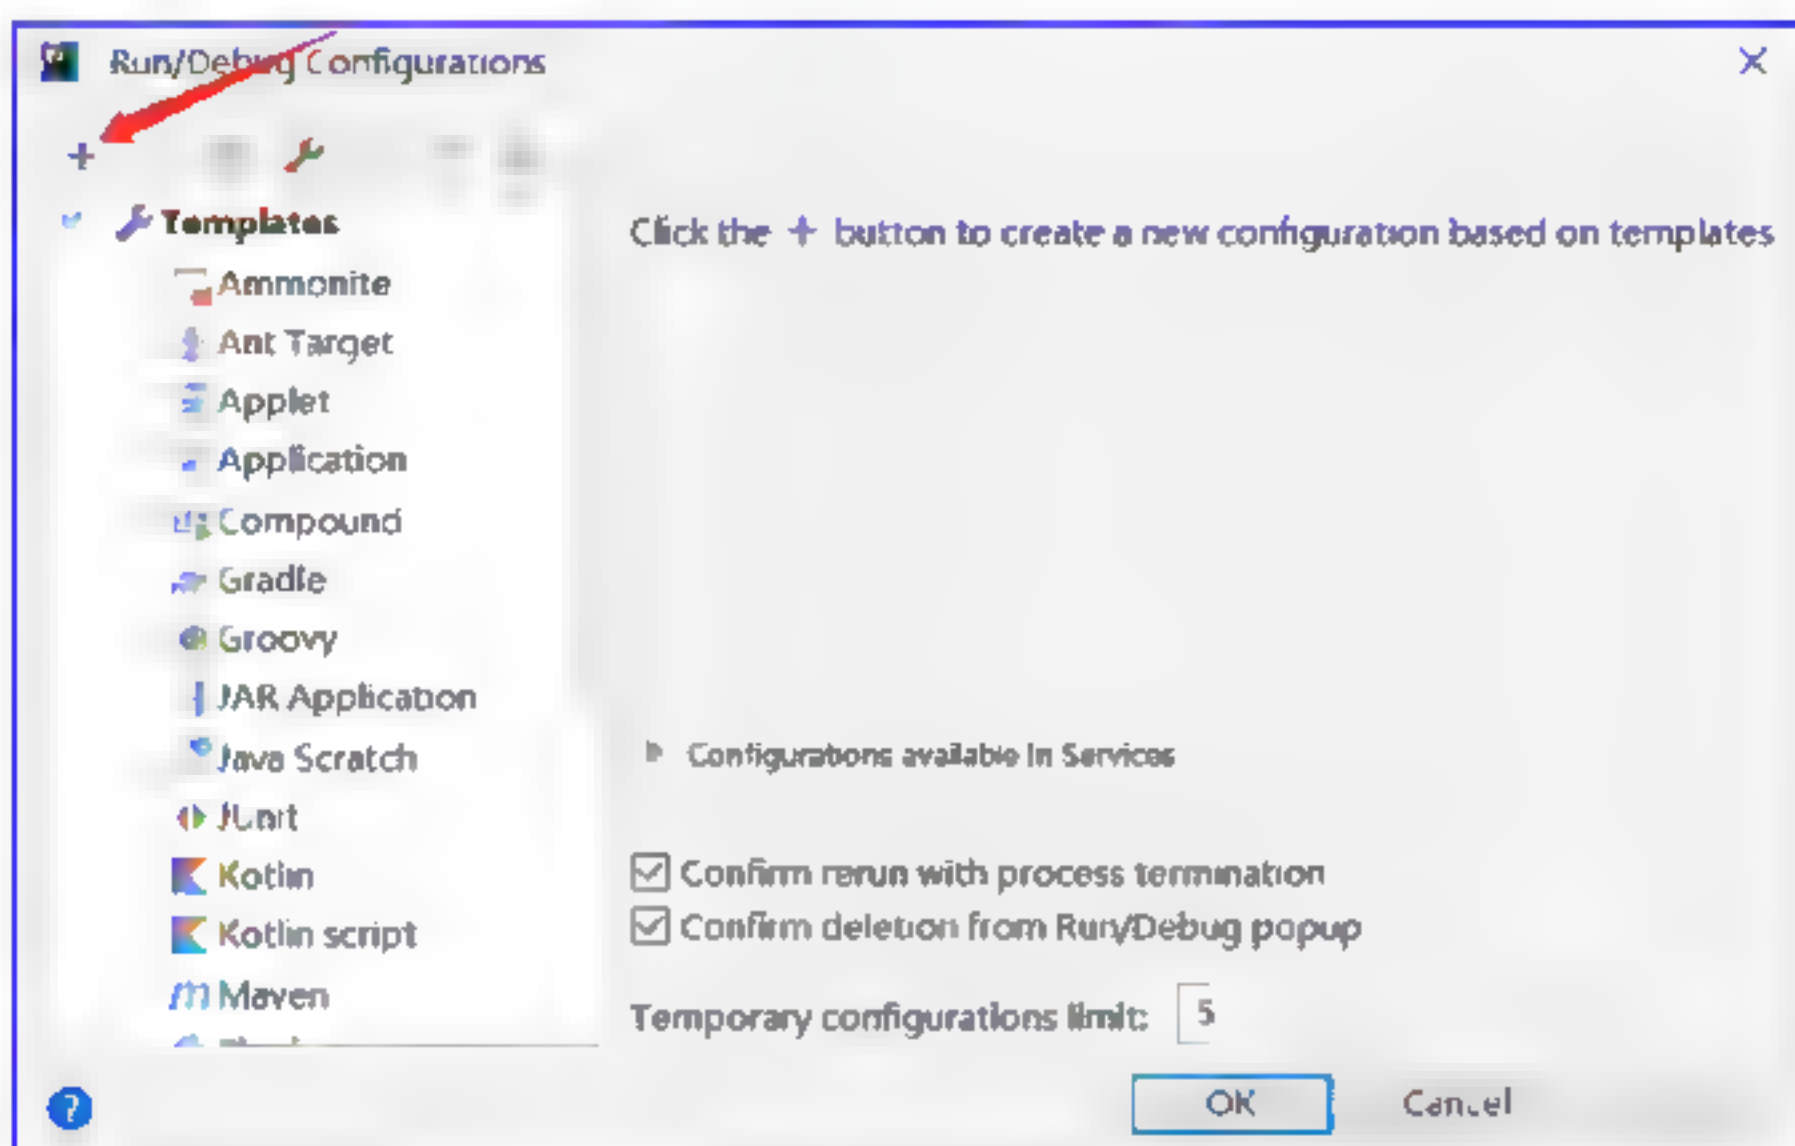 Run/Debug Configurations
Templates
Click the + button to create a new configuration based on templates
Ammonite
Ant Target
Applet
Application
Compound
Gradle
Groovy
JAR Application
Java Scratch
Configurations available in Services
JUnit
Kotlin
Confirm rerun with process termination
Kotlin script
Confirm deletion from Run/Debug popup
Maven
Temporary configurations limit: 5
?
OK
Cancel